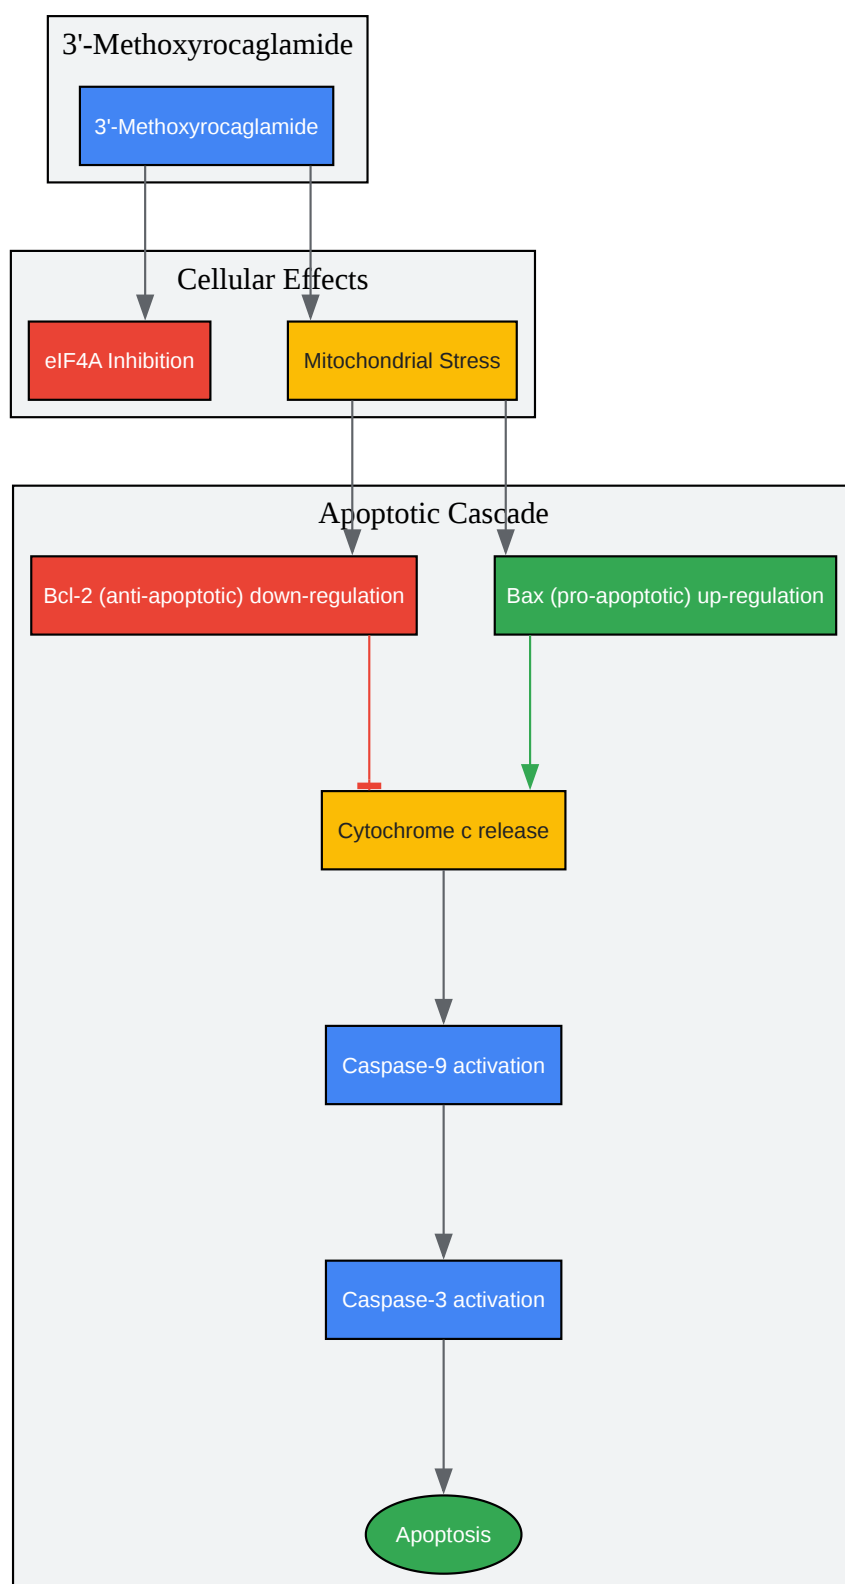 3'-Methoxyrocaglamide
3'-Methoxyrocaglamide
Cellular Effects
eIF4A Inhibition
Mitochondrial Stress
Apoptotic Cascade
Bcl-2 (anti-apoptotic) down-regulation
Bax (pro-apoptotic) up-regulation
Cytochrome c release
Caspase-9 activation
Caspase-3 activation
Apoptosis